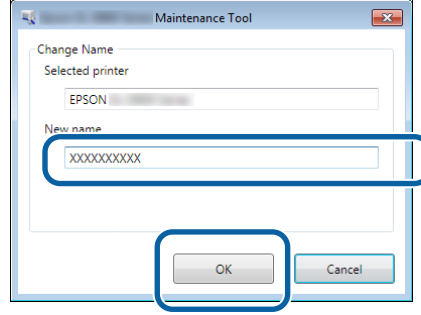 Maintenance Tool
Change Name
Selected printer
EPSON
New name
XXXXXXXXXX
OK
Cancel